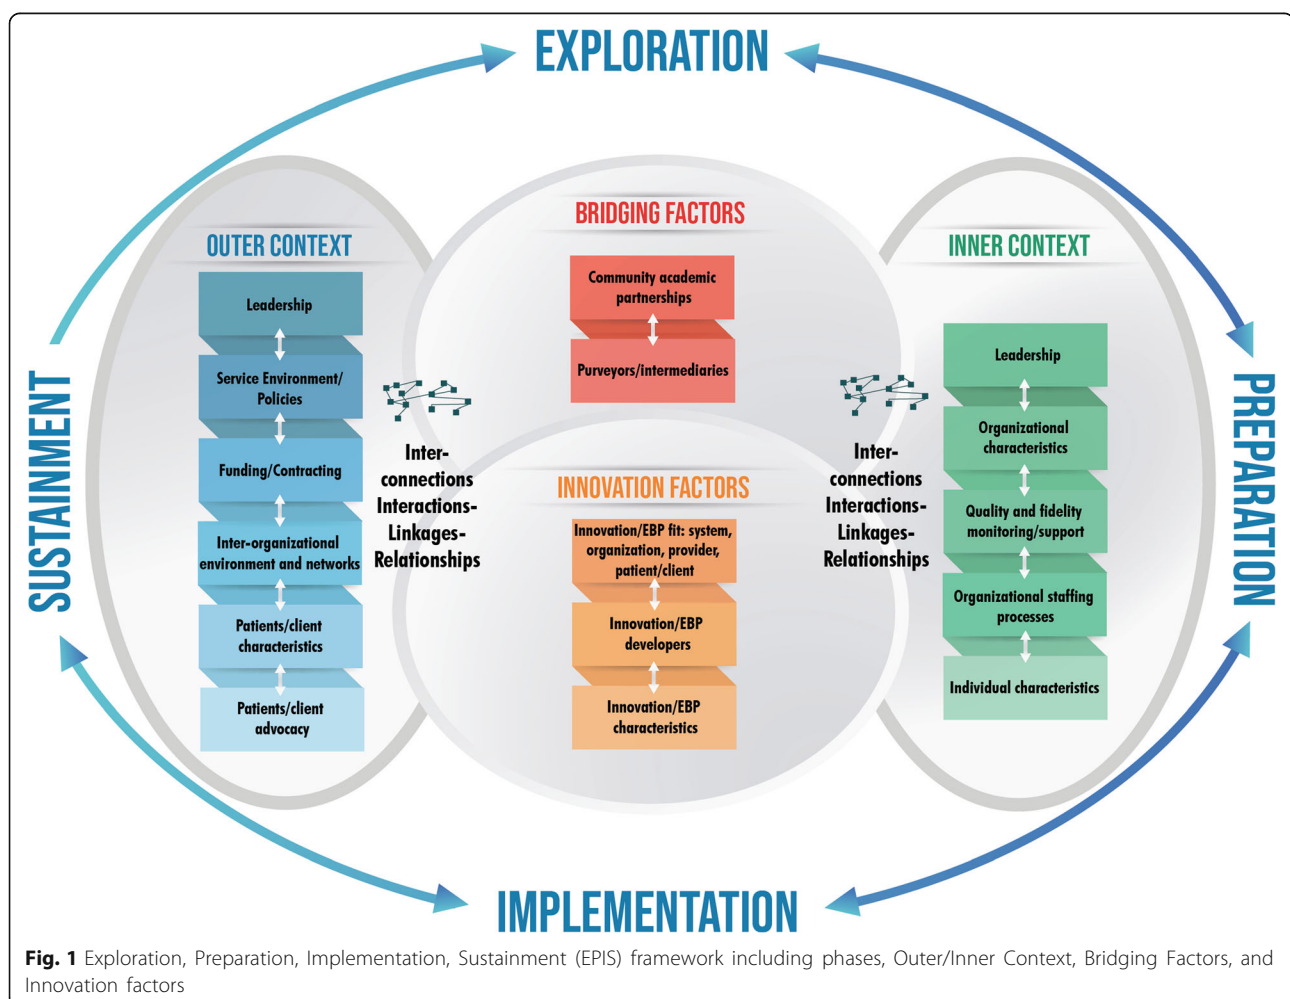 EXPLORATION
BRIDGING FACTORS
Community academic
partnerships
Purveyors/intermediaries
OUTER CONTEXT
Leadership
Service Environment/
Policies
Funding/Contracting
Inter-organizational
environment and networks
Patients/client
characteristics
Patients/client
advocacy
Inter-
connections
Interactions-
Linkages-
Relationships
INNOVATION FACTORS
Innovation/EBP fit: system,
organization, provider,
patient/client
Innovation/EBP
developers
Innovation/EBP
characteristics
Inter-
connections
Interactions-
Linkages-
Relationships
INNER CONTEXT
Leadership
Organizational
characteristics
Quality and fidelity
monitoring/support
Organizational staffing
processes
Individual characteristics
SUSTAINMENT
PREPARATION
IMPLEMENTATION
Fig. 1 Exploration, Preparation, Implementation, Sustainment (EPIS) framework including phases, Outer/Inner Context, Bridging Factors, and
Innovation factors